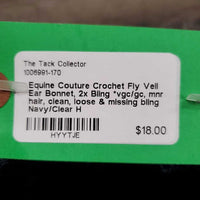 The Tack Collector
1006991-170
Equine Couture Crochet Fly Veil
Ear Bonnet, 2x Bling *vgc/gc, mnr
hair, clean, loose & missing bling
Navy/Clear H
HYYTJE
$18.00